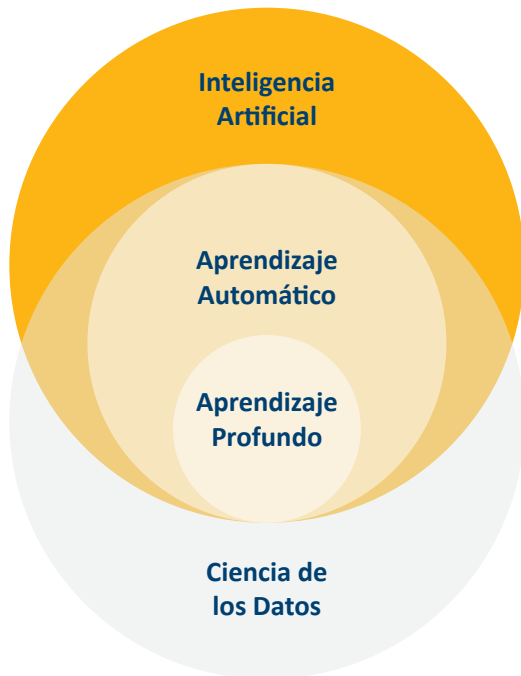 Inteligencia
Artificial
Aprendizaje
Automático
Aprendizaje
Profundo
Ciencia de
los Datos